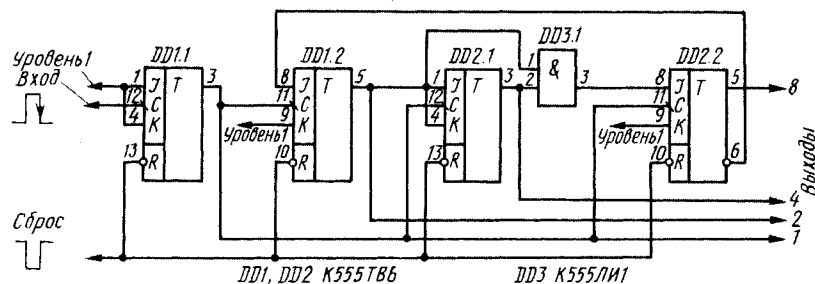 DD1.1 DD1.2 DD2.1 DD3.1 DD2.2
Уровень1
Вход
1 J T 3
12 C
4 K
13 R
8 J T 5
11 C
9 K
Уровень1
10 R
1 J T 3
12 C
4 K
13 R
1 & 3
2
8 J T 5
11 C
9 K
Уровень1
10 R 6
8
4
2
1
Выходы
Сброс
DD1, DD2 К555ТВ6 DD3 К555ЛИ1